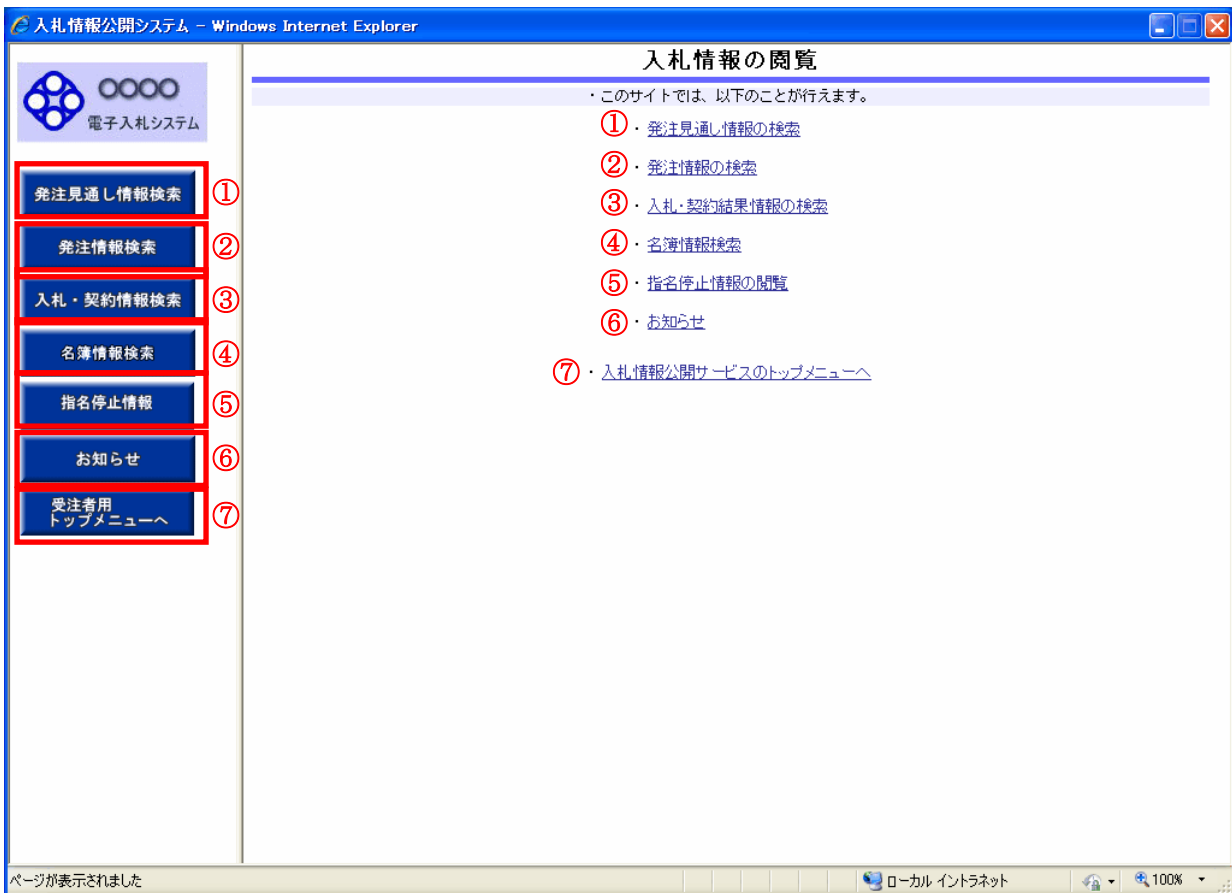 入札情報公開システム - Windows Internet Explorer
○○○○
電子入札システム
発注見通し情報検索 ①
発注情報検索 ②
入札・契約情報検索 ③
名簿情報検索 ④
指名停止情報 ⑤
お知らせ ⑥
受注者用
トップメニューへ ⑦
入札情報の閲覧
・このサイトでは、以下のことが行えます。
①・発注見通し情報の検索
②・発注情報の検索
③・入札・契約結果情報の検索
④・名簿情報検索
⑤・指名停止情報の閲覧
⑥・お知らせ
⑦・入札情報公開サービスのトップメニューへ
ページが表示されました
ローカル イントラネット
100%